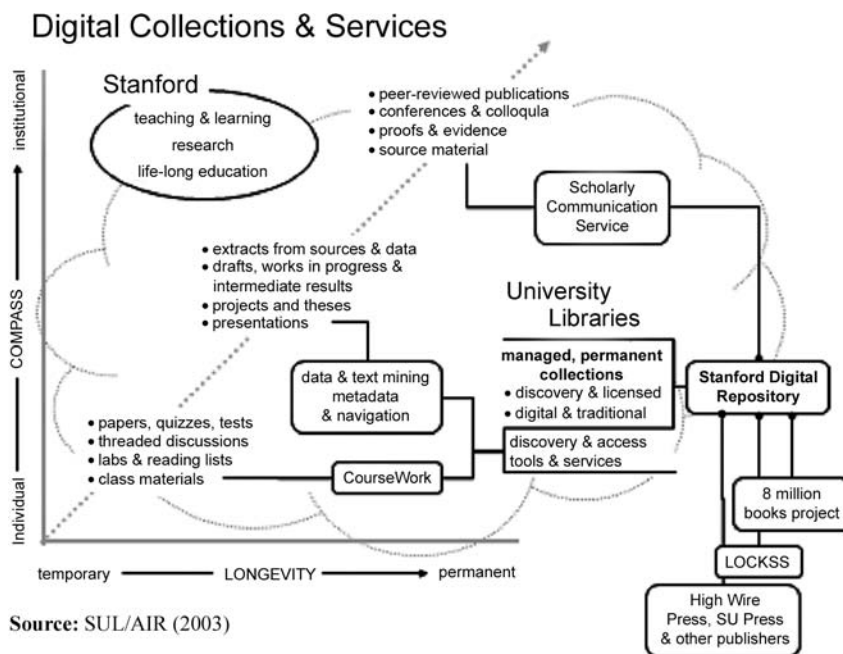 Digital Collections & Services
Stanford
teaching & learning
research
life-long education
• peer-reviewed publications
• conferences & colloqula
• proofs & evidence
• source material
Scholarly
Communication
Service
• extracts from sources & data
• drafts, works in progress &
intermediate results
• projects and theses
• presentations
University
Libraries
managed, permanent
collections
• discovery & licensed
• digital & traditional
discovery & access
tools & services
Stanford Digital
Repository
data & text mining
metadata
& navigation
• papers, quizzes, tests
• threaded discussions
• labs & reading lists
• class materials
CourseWork
8 million
books project
LOCKSS
High Wire
Press, SU Press
& other publishers
institutional
COMPASS
Individual
temporary
LONGEVITY
permanent
Source: SUL/AIR (2003)